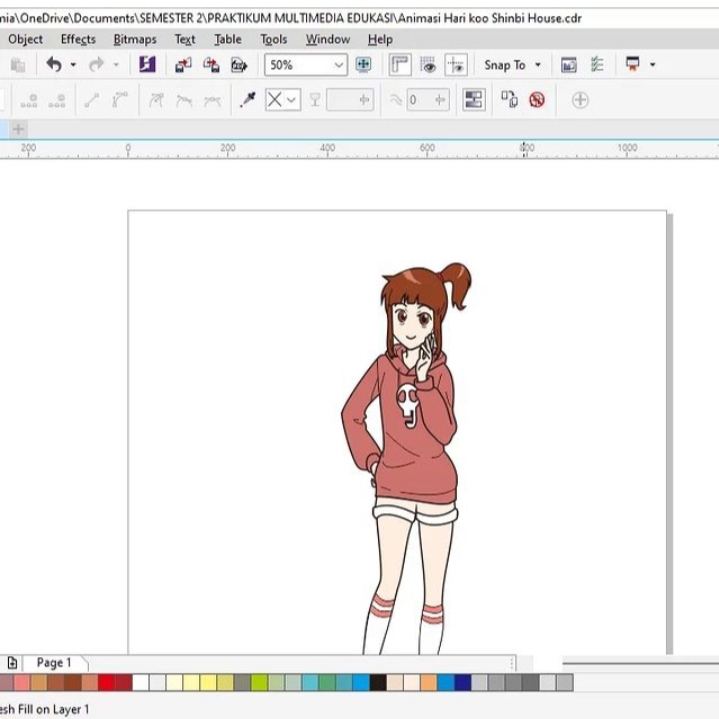 mia\OneDrive\Documents\SEMESTER 2\PRAKTIKUM MULTIMEDIA EDUKASI\Animasi Hari koo Shinbi House.cdr
Object Effects Bitmaps Text Table Tools Window Help
50% Snap To
0
200 0 200 400 600 800 1000
Page 1
esh Fill on Layer 1